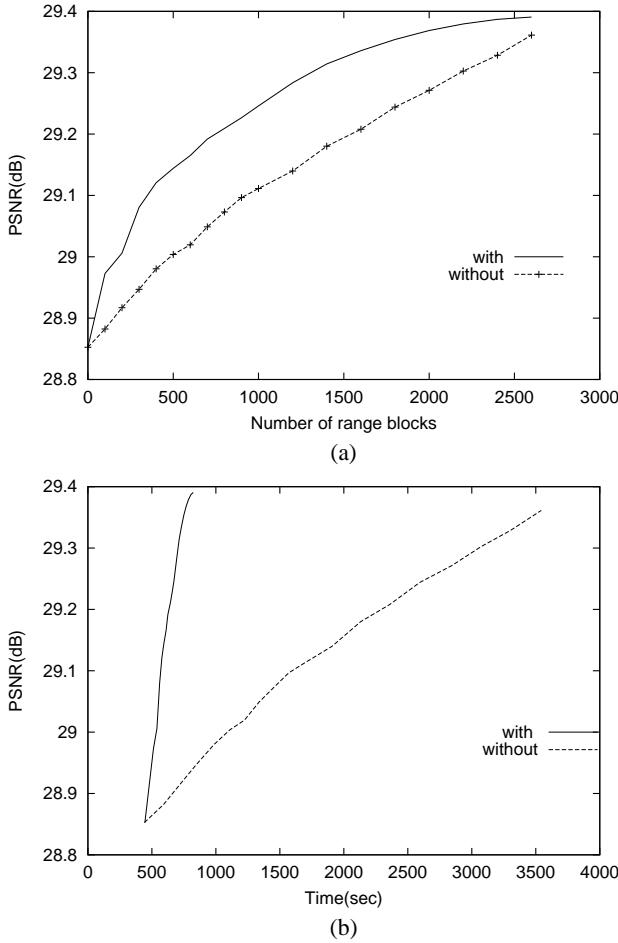 29.4
29.3
29.2
29.1
29
28.9
28.8
PSNR(dB)
with
without
0 500 1000 1500 2000 2500 3000
Number of range blocks
(a)
29.4
29.3
29.2
29.1
29
28.9
28.8
PSNR(dB)
with
without
0 500 1000 1500 2000 2500 3000 3500 4000
Time(sec)
(b)